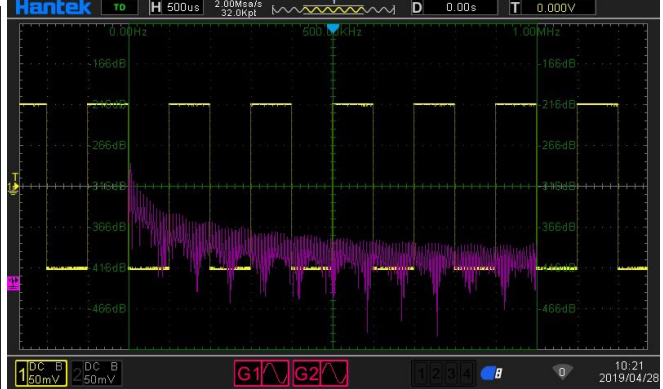 Hantek TD H 500us 2.00MSa/s 32.0Kpt D 0.00s T 0.000V
0.00Hz 500.00KHz 1.00MHz
-166dB -166dB
-216dB -216dB
-266dB -266dB
T
1 -316dB -316dB
-366dB -366dB
-416dB -416dB
M
-466dB -466dB
1 DC B 50mV 2 DC B 50mV G1 G2 1 2 3 4 0 10:21
2019/04/28